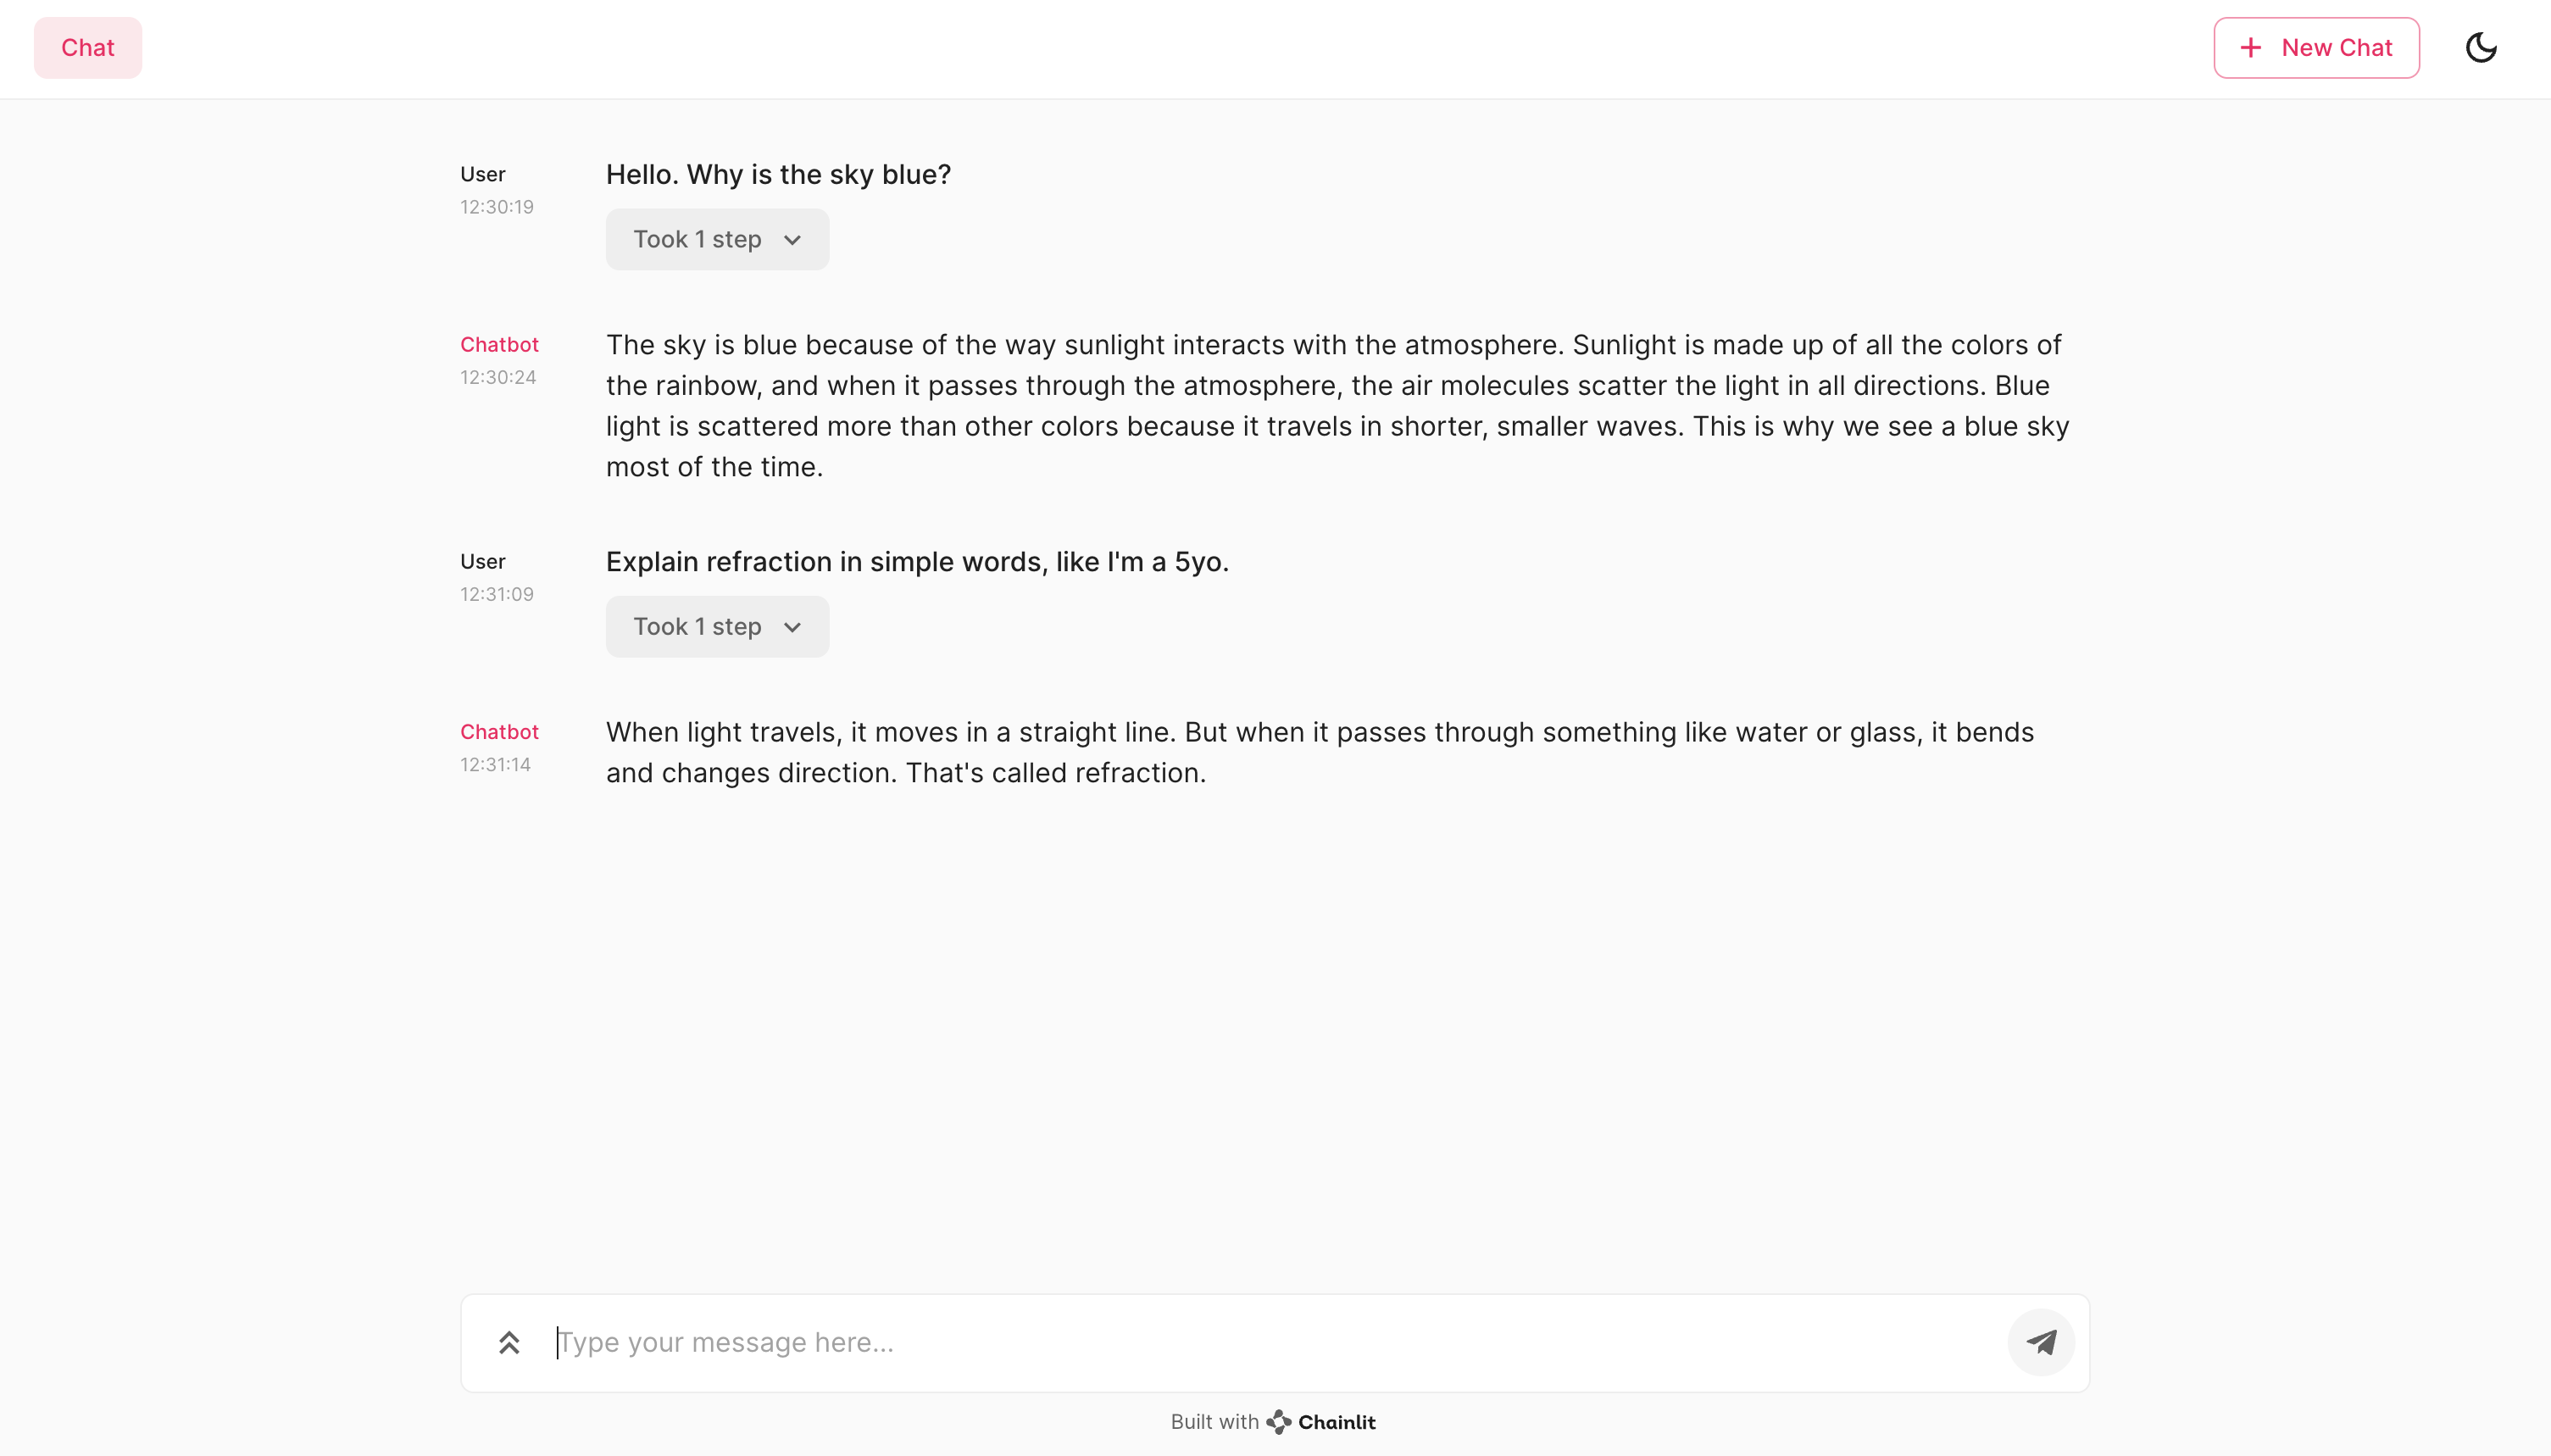 Chat
New Chat
User
12:30:19
Hello. Why is the sky blue?
Took 1 step
Chatbot
12:30:24
The sky is blue because of the way sunlight interacts with the atmosphere. Sunlight is made up of all the colors of
the rainbow, and when it passes through the atmosphere, the air molecules scatter the light in all directions. Blue
light is scattered more than other colors because it travels in shorter, smaller waves. This is why we see a blue sky
most of the time.
User
12:31:09
Explain refraction in simple words, like I'm a 5yo.
Took 1 step
Chatbot
12:31:14
When light travels, it moves in a straight line. But when it passes through something like water or glass, it bends
and changes direction. That's called refraction.
Type your message here...
Built with Chainlit